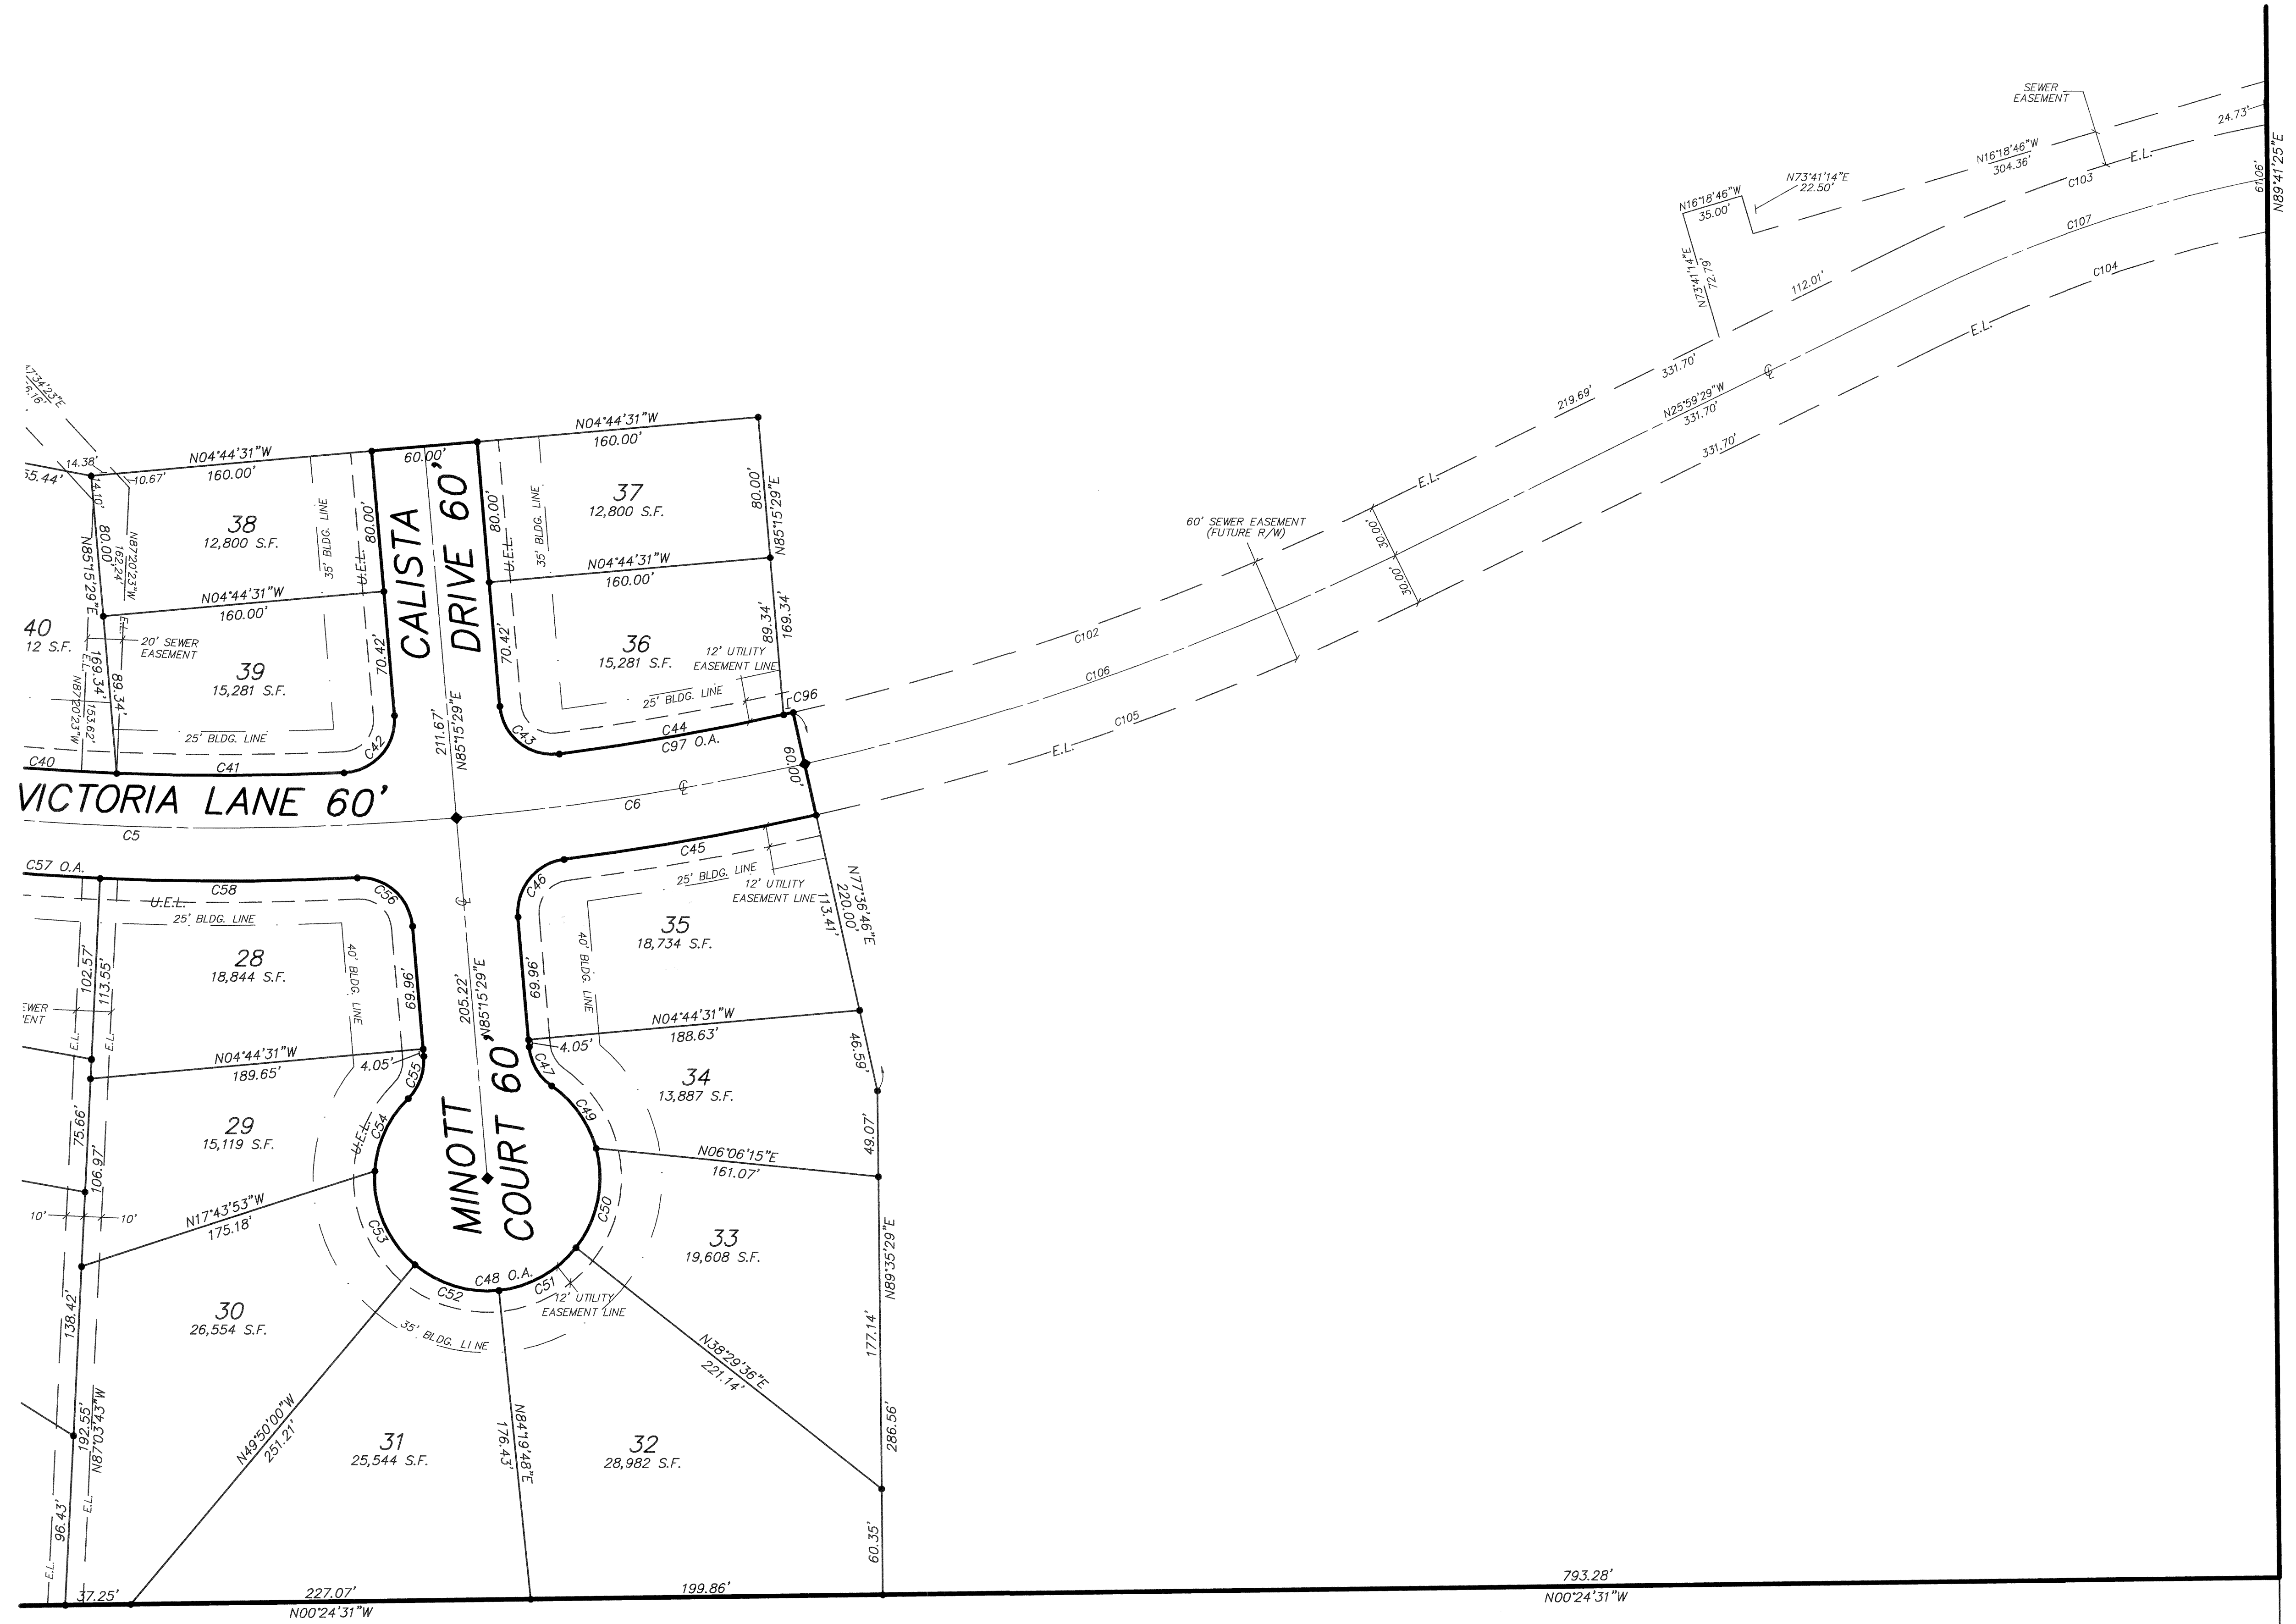 SEWER
EASEMENT
24.73'
N89°41'25"E
61.06'
N16°18'46"W
304.36'
E.L.
C103
N73°41'14"E
22.50'
N16°18'46"W
35.00'
N73°41'14"E
72.79'
C107
C104
112.01'
E.L.
331.70'
219.69'
N25°59'29"W
331.70'
℄
331.70'
E.L.
60' SEWER EASEMENT
(FUTURE R/W)
30.00'
30.00'
C102
C106
C105
E.L.
14.38'
10.67'
14.10'
N04°44'31"W
160.00'
60.00'
N04°44'31"W
160.00'
38
12,800 S.F.
35' BLDG. LINE
80.00'
U.E.L.
CALISTA
DRIVE 60'
80.00'
U.E.L.
35' BLDG. LINE
37
12,800 S.F.
80.00'
N85°15'29"E
80.00'
N85°15'29"E
162.24'
N87°20'23"W
N04°44'31"W
160.00'
N04°44'31"W
160.00'
40
12 S.F.
E.L.
E.L.
20' SEWER
EASEMENT
39
15,281 S.F.
70.42'
70.42'
36
15,281 S.F.
89.34'
169.34'
12' UTILITY
EASEMENT LINE
25' BLDG. LINE
169.34'
89.34'
153.62'
N87°20'23"W
25' BLDG. LINE
C42
C43
C44
C97 O.A.
C96
60.00'
211.67'
N85°15'29"E
C40
C41
VICTORIA LANE 60'
C5
C6
℄
C57 O.A.
C58
U.E.L.
25' BLDG. LINE
C56
C46
C45
25' BLDG. LINE
12' UTILITY
EASEMENT LINE
N77°36'46"E
220.00'
113.41'
℄
28
18,844 S.F.
40' BLDG. LINE
69.96'
205.22'
N85°15'29"E
69.96'
40' BLDG. LINE
35
18,734 S.F.
102.57'
113.55'
E.L.
E.L.
N04°44'31"W
189.65'
4.05'
N04°44'31"W
188.63'
4.05'
46.59'
C55
C47
34
13,887 S.F.
49.07'
75.66'
106.97'
29
15,119 S.F.
U.E.L.
C54
MINOTT
COURT 60'
C49
N06°06'15"E
161.07'
10'
10'
N17°43'53"W
175.18'
C53
C50
33
19,608 S.F.
N89°35'29"E
177.14'
C48 O.A.
C52
C51
12' UTILITY
EASEMENT LINE
35' BLDG. LINE
30
26,554 S.F.
138.42'
192.55'
N87°03'43"W
N49°50'00"W
251.21'
31
25,544 S.F.
N84°19'48"E
176.43'
32
28,982 S.F.
N38°29'36"E
221.14'
286.56'
60.35'
96.43'
E.L.
E.L.
37.25'
227.07'
N00°24'31"W
199.86'
793.28'
N00°24'31"W